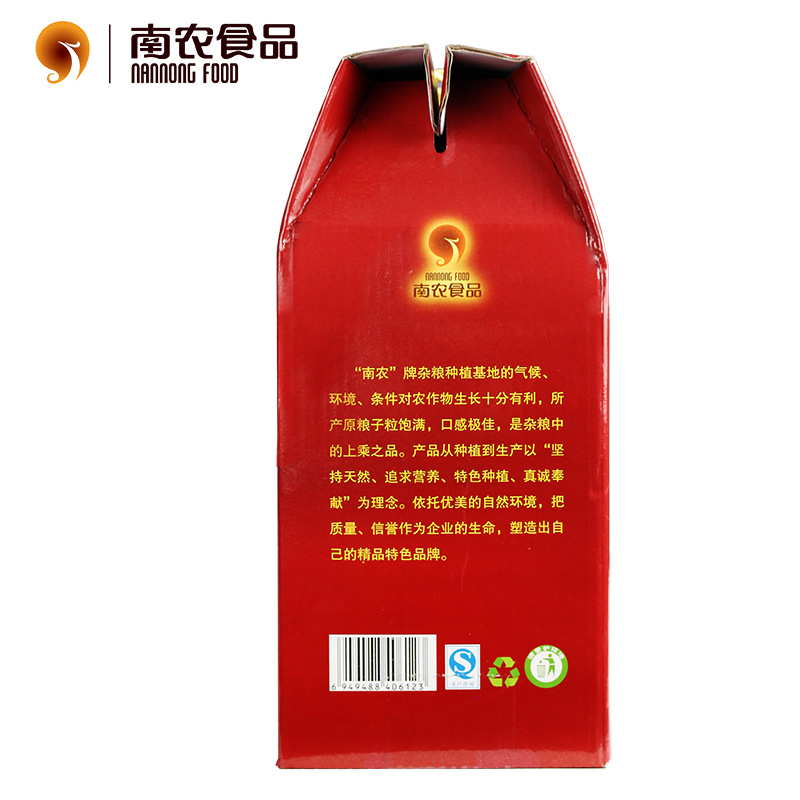 南农食品
NANNONG FOOD
NANNONG FOOD
南农食品
“南农”牌杂粮种植基地的气候、
环境、条件对农作物生长十分有利，所
产原粮子粒饱满，口感极佳，是杂粮中
的上乘之品。产品从种植到生产以“坚
持天然、追求营养、特色种植、真诚奉
献”为理念。依托优美的自然环境，把
质量、信誉作为企业的生命，塑造出自
己的精品特色品牌。
6 949488 406123